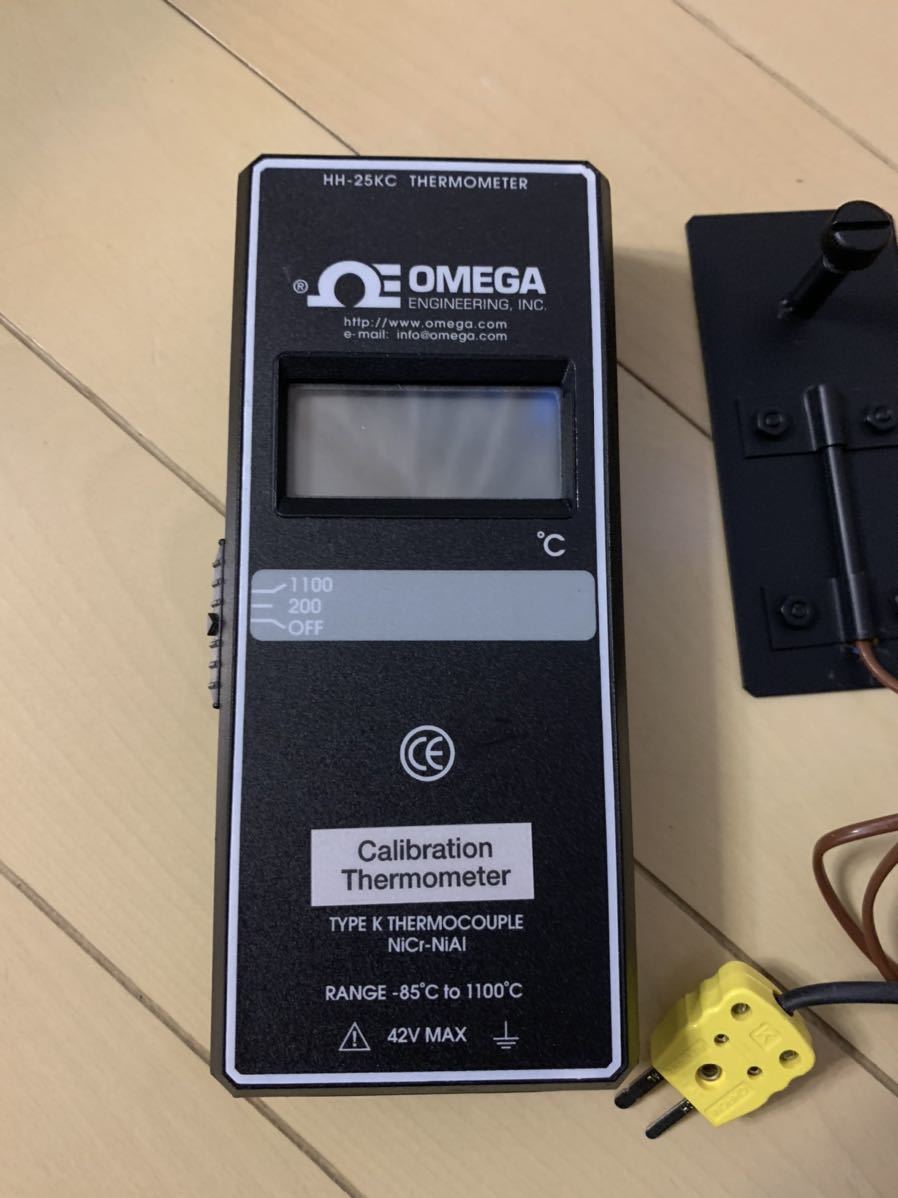 HH-25KC THERMOMETER
® OMEGA
ENGINEERING, INC.
http://www.omega.com
e-mail: info@omega.com
°C
1100
200
OFF
CE
Calibration
Thermometer
TYPE K THERMOCOUPLE
NiCr-NiAl
RANGE -85°C to 1100°C
42V MAX
K